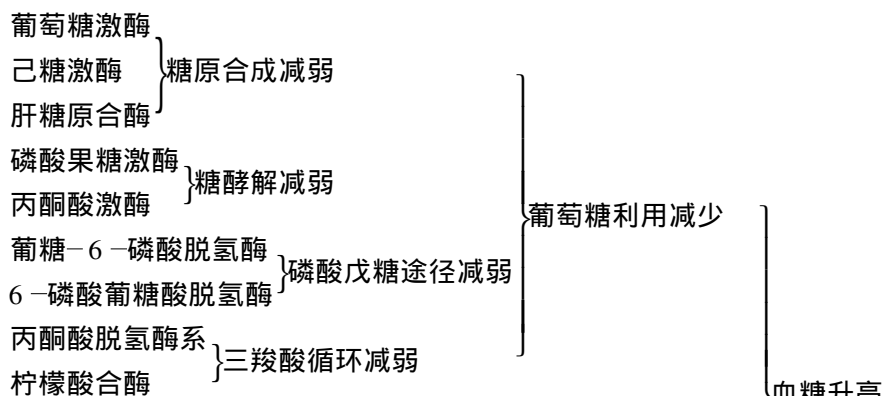 葡萄糖激酶
己糖激酶
糖原合成减弱
肝糖原合酶
磷酸果糖激酶
糖酵解减弱
丙酮酸激酶
葡萄糖利用减少
葡糖－6－磷酸脱氢酶
磷酸戊糖途径减弱
6－磷酸葡糖酸脱氢酶
丙酮酸脱氢酶系
三羧酸循环减弱
柠檬酸合酶
血糖升高